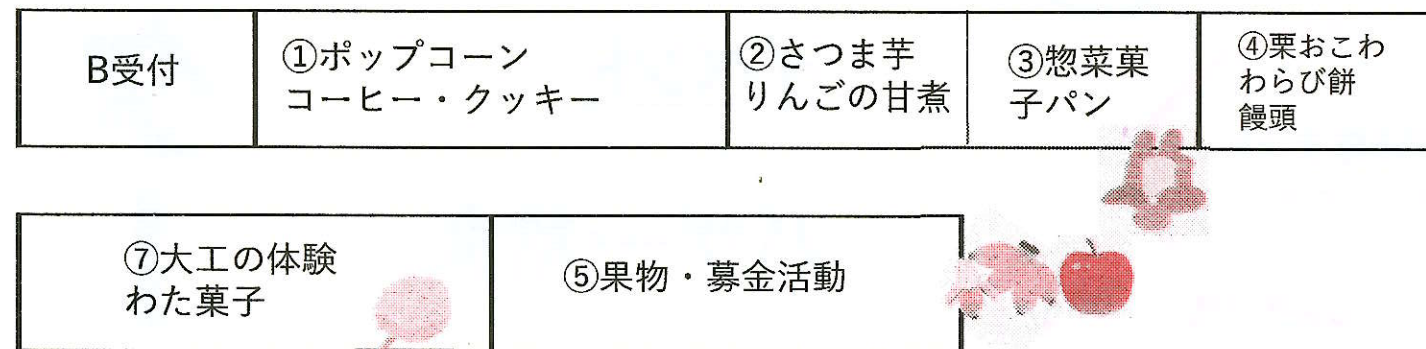 B受付
①ポップコーン
コーヒー・クッキー
②さつま芋
りんごの甘煮
③惣菜菓
子パン
④栗おこわ
わらび餅
饅頭
⑦大工の体験
わた菓子
⑤果物・募金活動